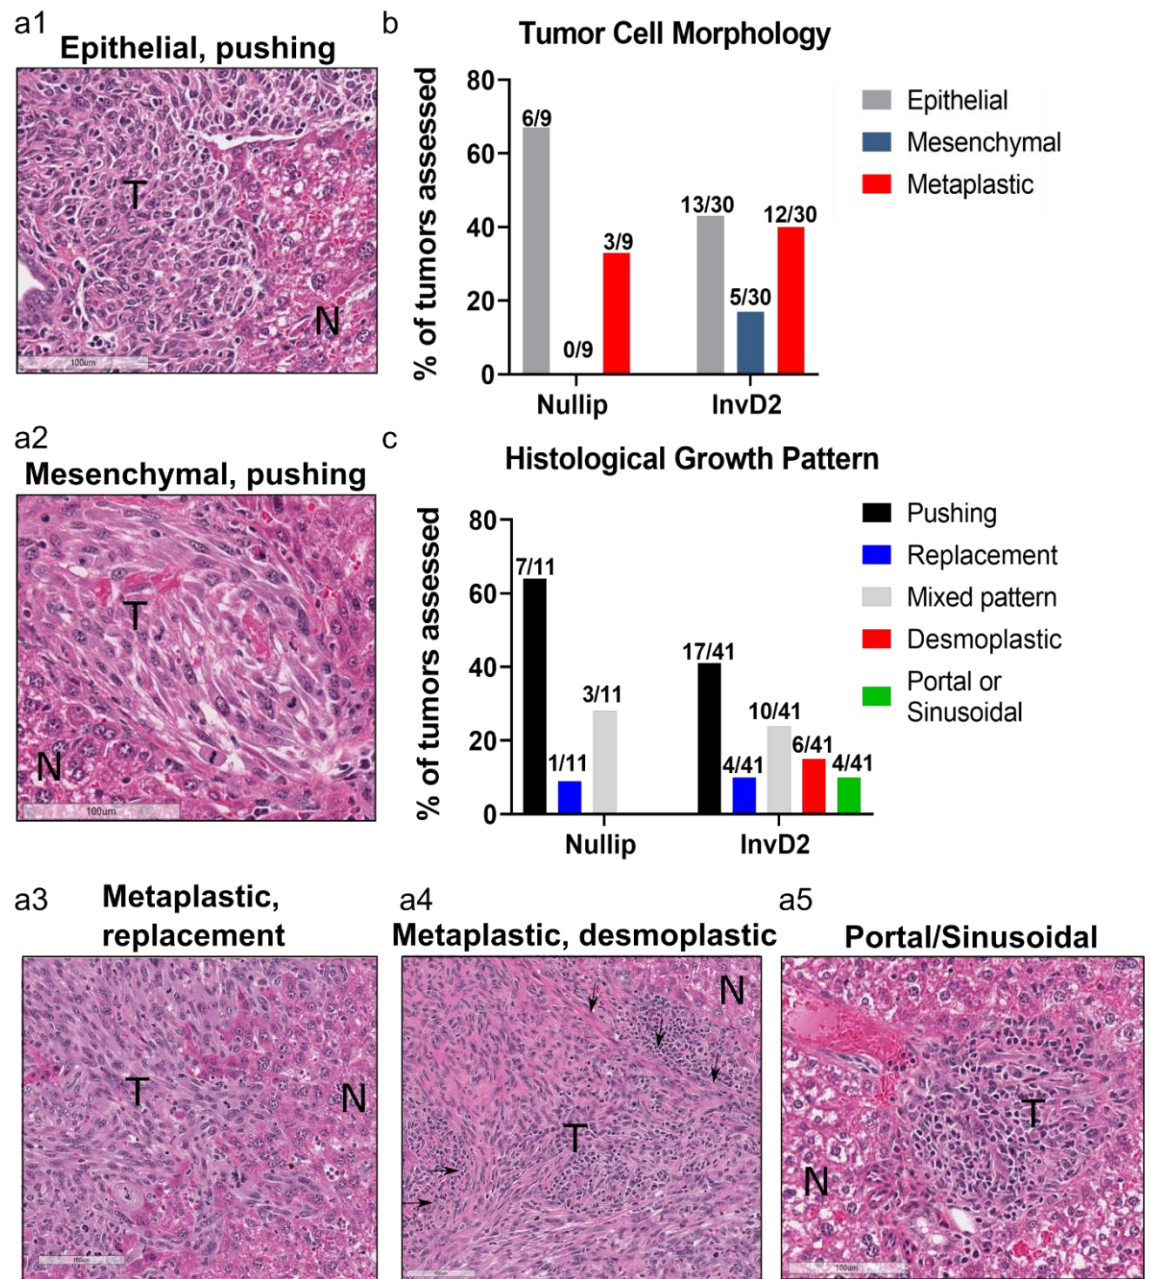 a1
Epithelial, pushing
T
N
100um
b
Tumor Cell Morphology
% of tumors assessed
80
60
40
20
0
6/9
0/9
3/9
13/30
5/30
12/30
Nullip
InvD2
Epithelial
Mesenchymal
Metaplastic
a2
Mesenchymal, pushing
T
N
100um
c
Histological Growth Pattern
% of tumors assessed
80
60
40
20
0
7/11
1/11
3/11
17/41
4/41
10/41
6/41
4/41
Nullip
InvD2
Pushing
Replacement
Mixed pattern
Desmoplastic
Portal or
Sinusoidal
a3
Metaplastic,
replacement
T
N
100um
a4
Metaplastic, desmoplastic
N
T
a5
Portal/Sinusoidal
T
N
100um